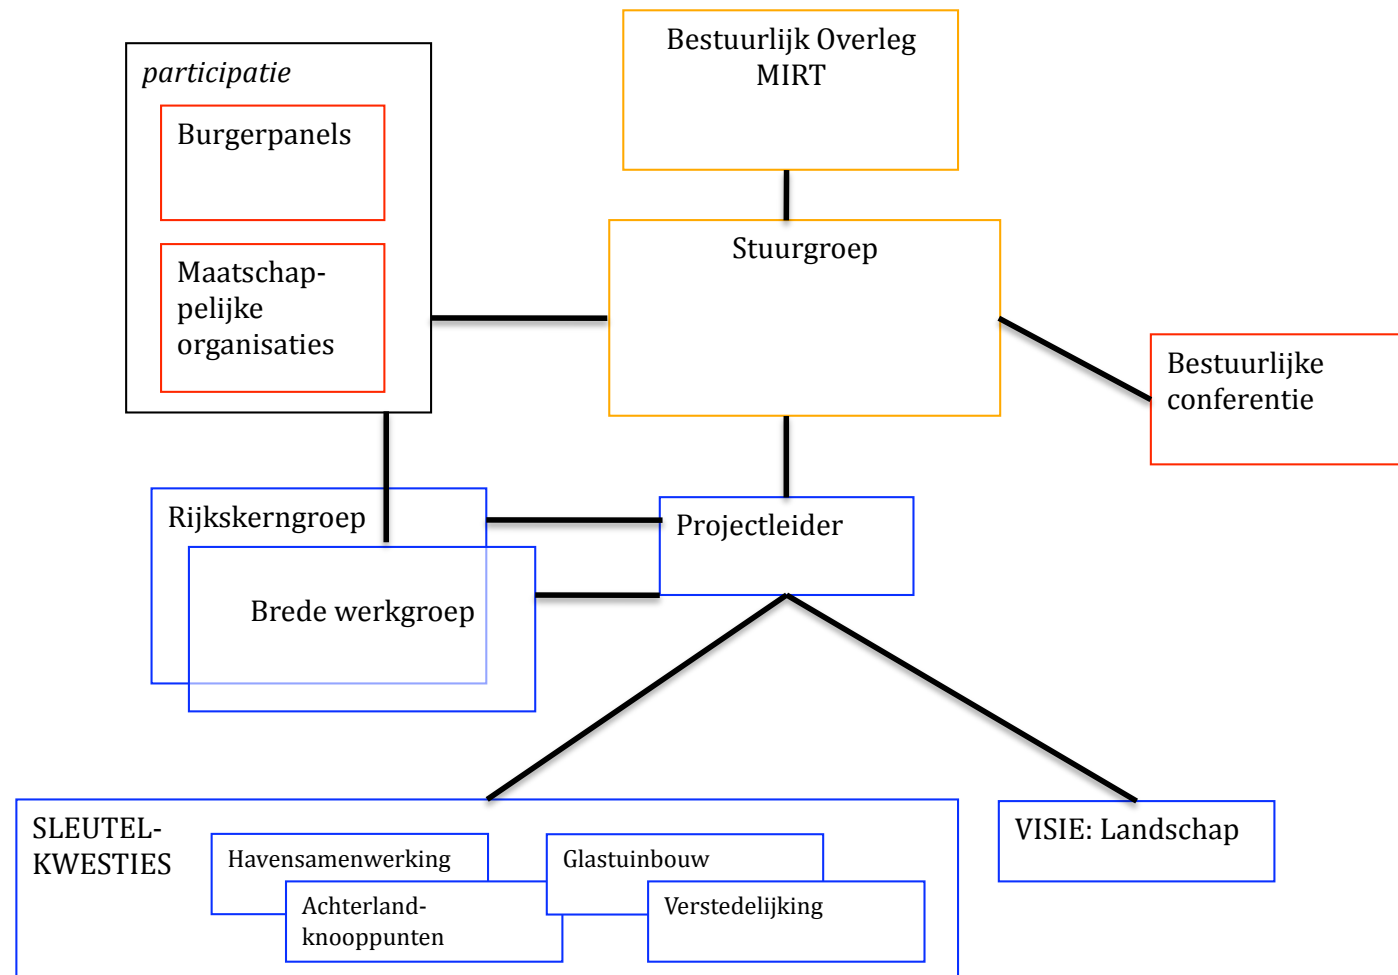 participatie
Burgerpanels
Maatschap-
pelijke
organisaties
Bestuurlijk Overleg
MIRT
Stuurgroep
Bestuurlijke
conferentie
Rijkskerngroep
Brede werkgroep
Projectleider
SLEUTEL-
KWESTIES
Havensamenwerking
Achterland-
knooppunten
Glastuinbouw
Verstedelijking
VISIE: Landschap